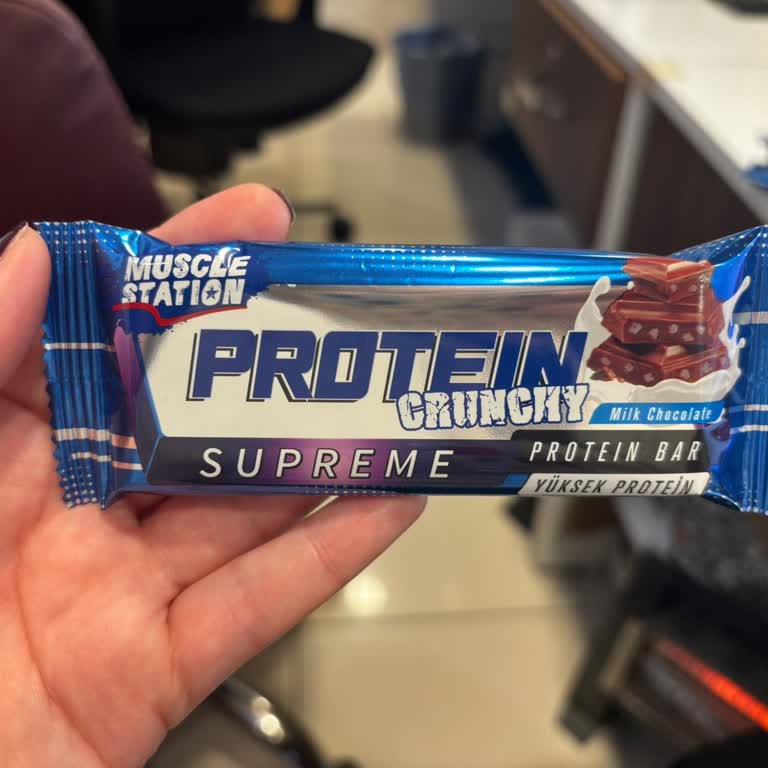 MUSCLE
STATION
PROTEIN
CRUNCHY
Milk Chocolate
SUPREME
PROTEIN BAR
YÜKSEK PROTEİN